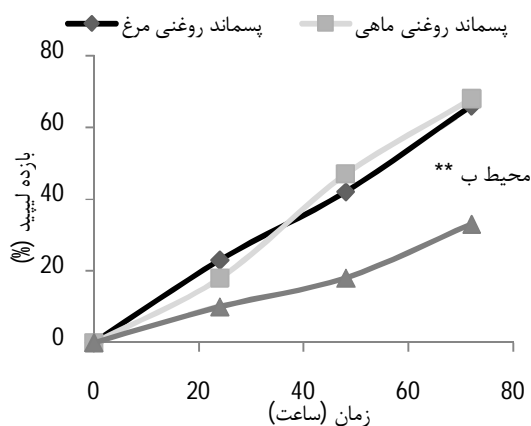 پسماند روغنی مرغ پسماند روغنی ماهی
80
60
40
20
0
بازده لیپید (%)
محیط ب **
0 20 40 60 80
زمان (ساعت)